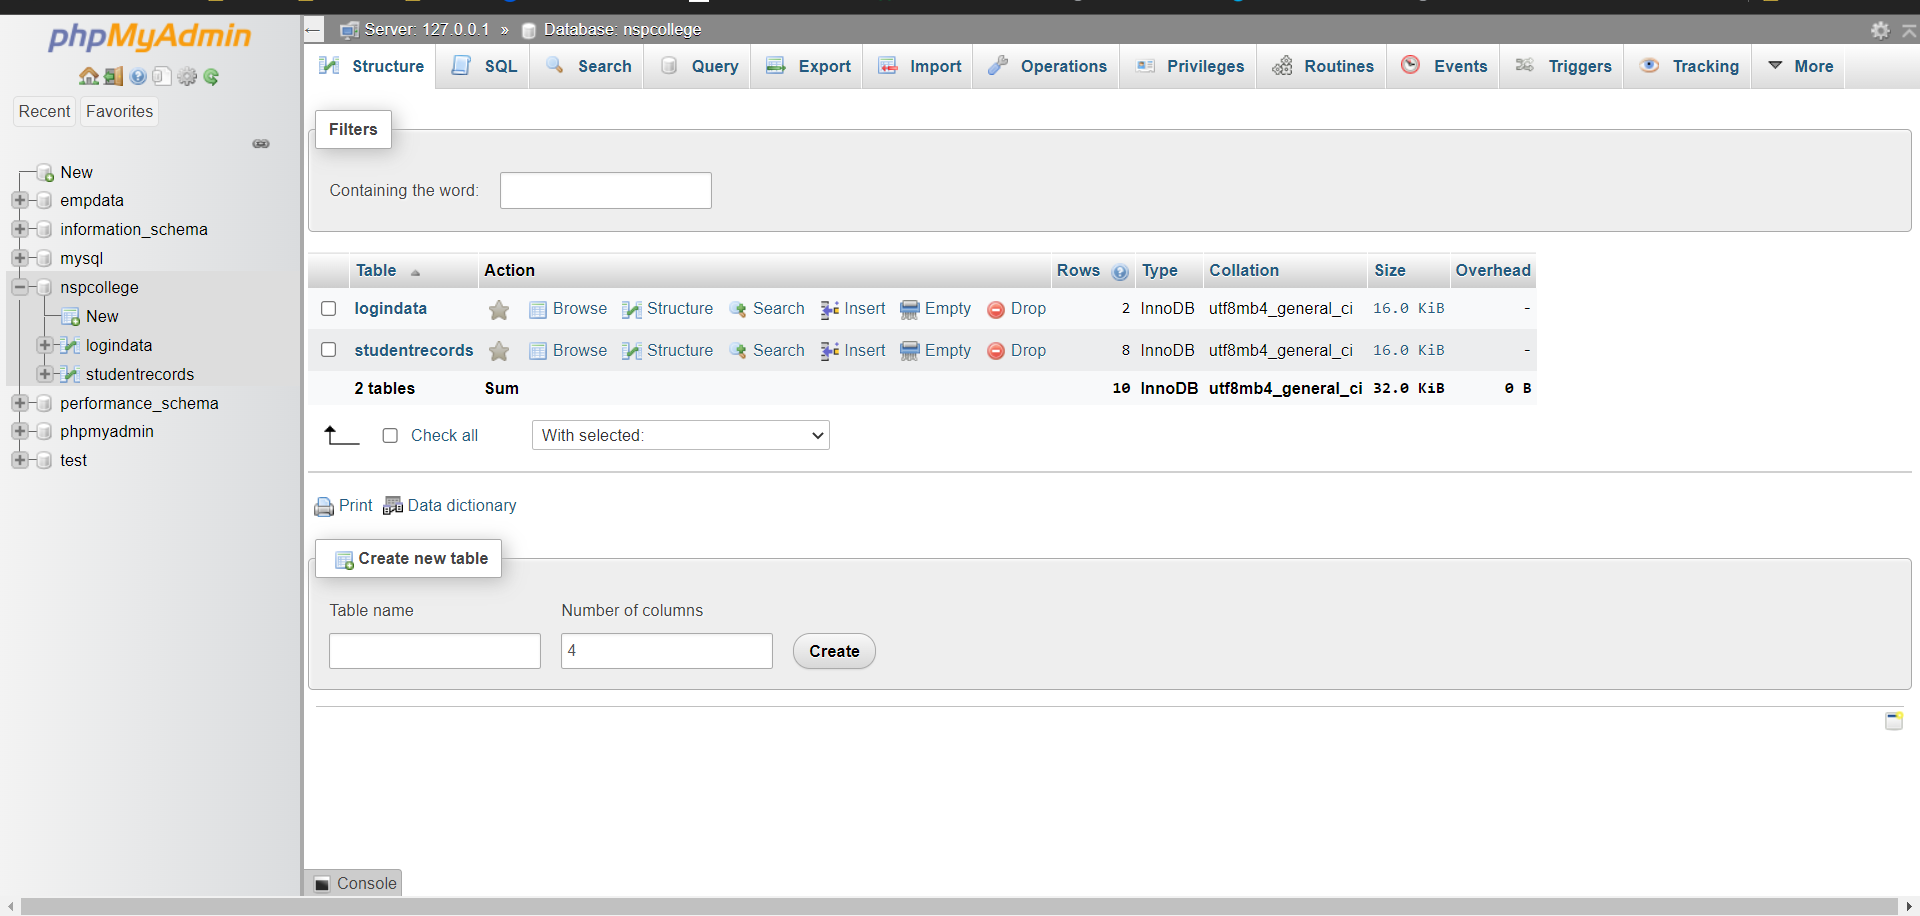 phpMyAdmin
Recent Favorites
New
empdata
information_schema
mysql
nspcollege
New
logindata
studentrecords
performance_schema
phpmyadmin
test
Server: 127.0.0.1 » Database: nspcollege
Structure SQL Search Query Export Import Operations Privileges Routines Events Triggers Tracking More
Filters
Containing the word:
Table Action Rows Type Collation Size Overhead
logindata Browse Structure Search Insert Empty Drop 2 InnoDB utf8mb4_general_ci 16.0 KiB -
studentrecords Browse Structure Search Insert Empty Drop 8 InnoDB utf8mb4_general_ci 16.0 KiB -
2 tables Sum 10 InnoDB utf8mb4_general_ci 32.0 KiB 0 B
Check all With selected:
Print Data dictionary
Create new table
Table name Number of columns
4 Create
Console